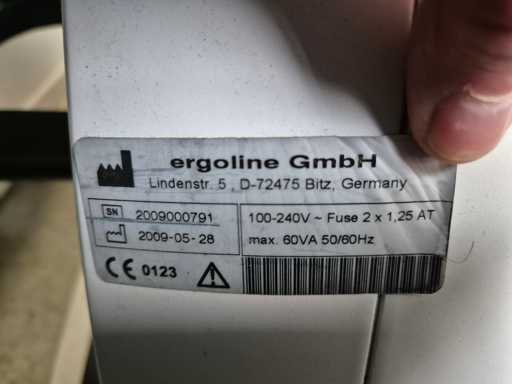 ergoline GmbH
Lindenstr. 5 , D-72475 Bitz, Germany
SN 2009000791
2009-05-28
100-240V ~ Fuse 2 x 1,25 AT
max. 60VA 50/60Hz
CE 0123